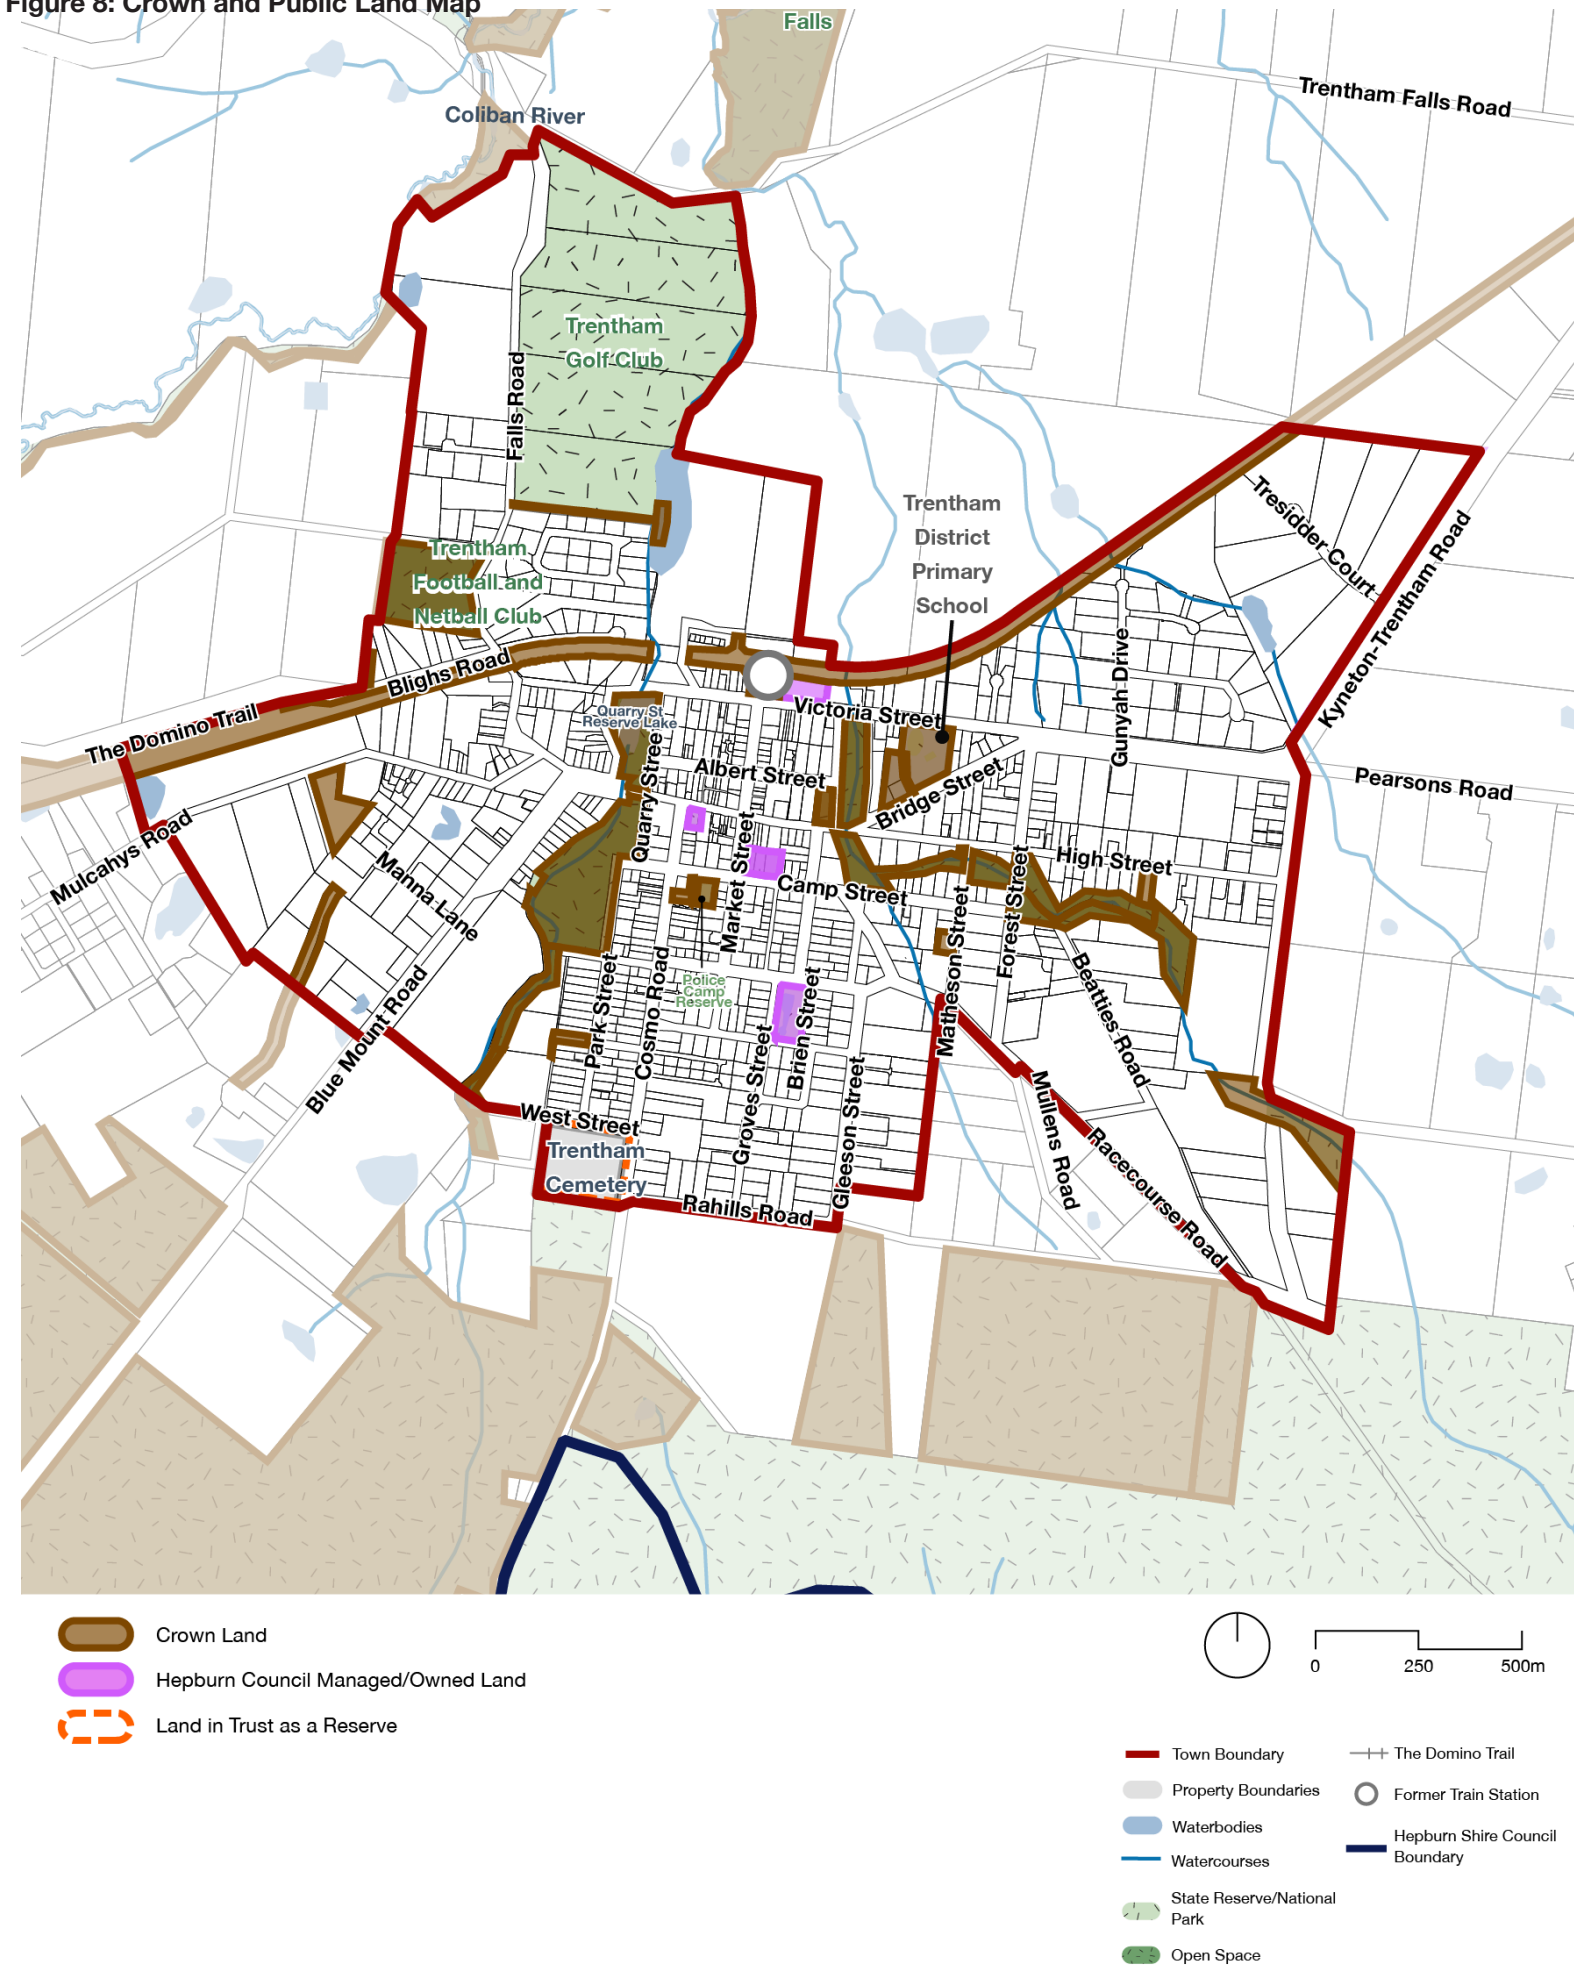 Figure 8: Crown and Public Land Map
Falls
Trentham Falls Road
Coliban River
Trentham
Golf Club
Falls Road
Trentham
District
Primary
School
Tresidder Court
Kyneton-Trentham Road
Trentham
Football and
Netball Club
Blighs Road
The Domino Trail
Gunyah Drive
Quarry St
Reserve Lake
Victoria Street
Albert Street
Bridge Street
Pearsons Road
Quarry Street
Mulcahys Road
Manna Lane
Market Street
High Street
Camp Street
Forest Street
Matheson Street
Police
Camp
Reserve
Blue Mount Road
Park Street
Cosmo Road
Brien Street
Groves Street
Gleeson Street
Beatties Road
Mullens Road
Racecourse Road
West Street
Trentham
Cemetery
Rahills Road
Crown Land
Hepburn Council Managed/Owned Land
Land in Trust as a Reserve
0 250 500m
Town Boundary
Property Boundaries
Waterbodies
Watercourses
State Reserve/National
Park
Open Space
The Domino Trail
Former Train Station
Hepburn Shire Council
Boundary